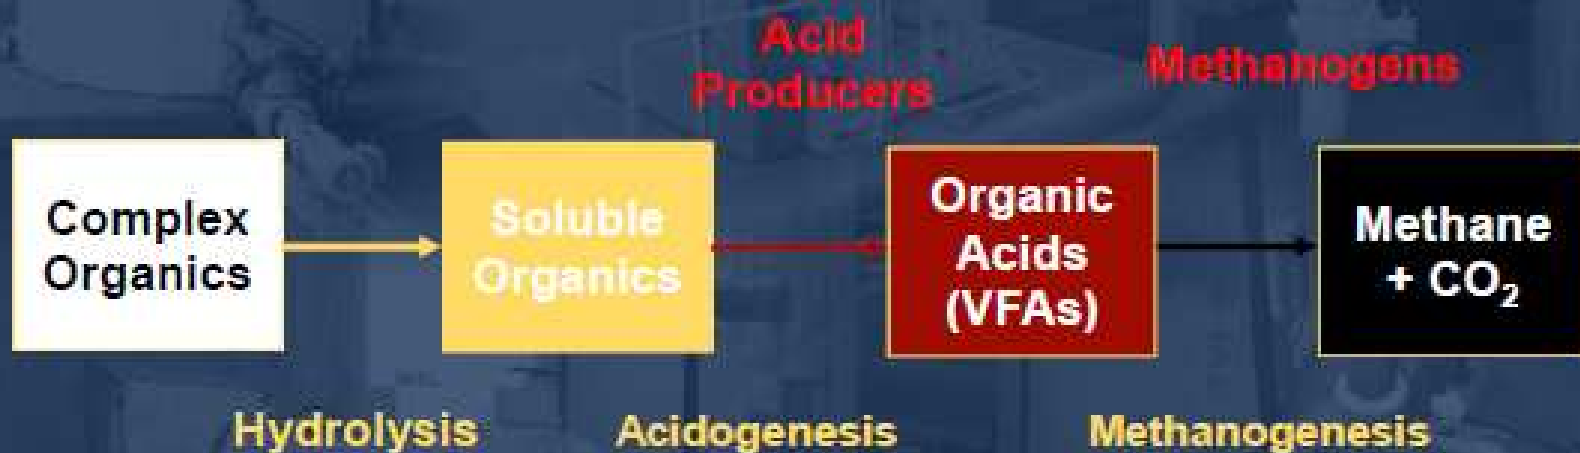 Acid
Producers
Methanogens
Complex
Organics
Soluble
Organics
Organic
Acids
(VFAs)
Methane
+ CO₂
Hydrolysis
Acidogenesis
Methanogenesis